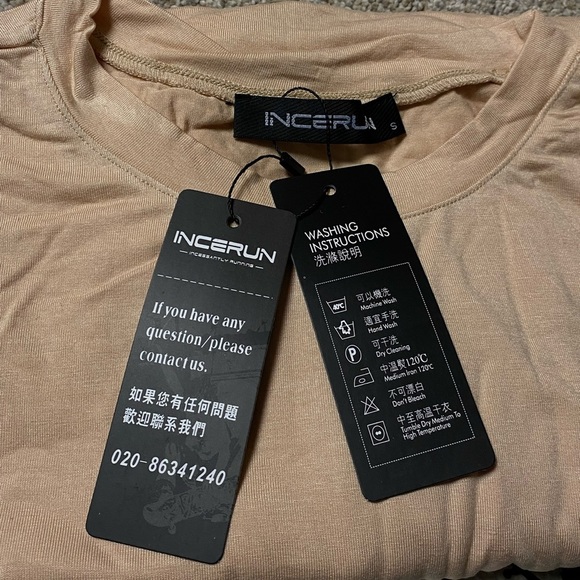 INCERUN
S
INCERUN
INCESSANTLY RUNNING
If you have any
question/please
contact us.
如果您有任何問題
歡迎聯系我們
020-86341240
WASHING
INSTRUCTIONS
洗滌說明
40℃
可以機洗
Machine Wash
適宜手洗
Hand Wash
P
可干洗
Dry Cleaning
中溫熨120℃
Medium Iron 120℃
不可漂白
Don't Bleach
中至高溫干衣
Tumble Dry Medium To
High Temperature